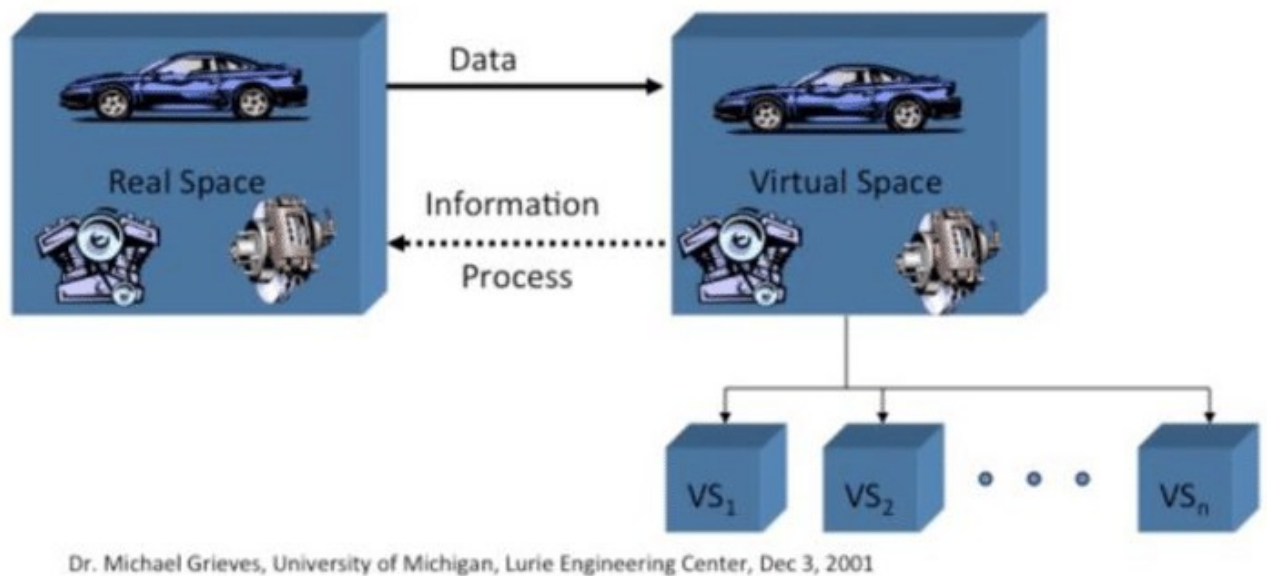 Data
Real Space
Virtual Space
Information
Process
VS₁
VS₂
VSₙ
Dr. Michael Grieves, University of Michigan, Lurie Engineering Center, Dec 3, 2001